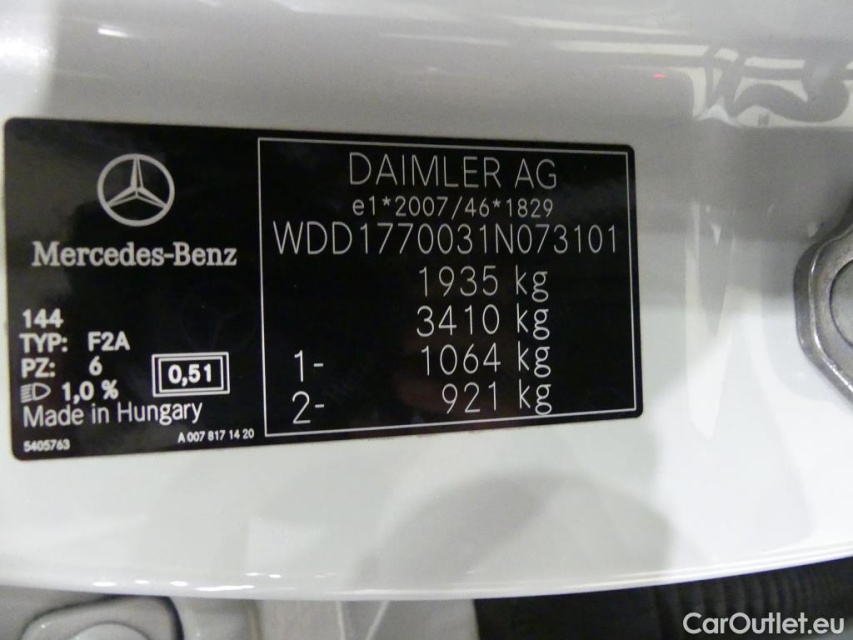 Mercedes-Benz
144
TYP: F2A
PZ: 6
1,0 %
0,51
Made in Hungary
5405763
A 007 817 14 20
DAIMLER AG
e1*2007/46*1829
WDD1770031N073101
1935 kg
3410 kg
1- 1064 kg
2- 921 kg
CarOutlet.eu